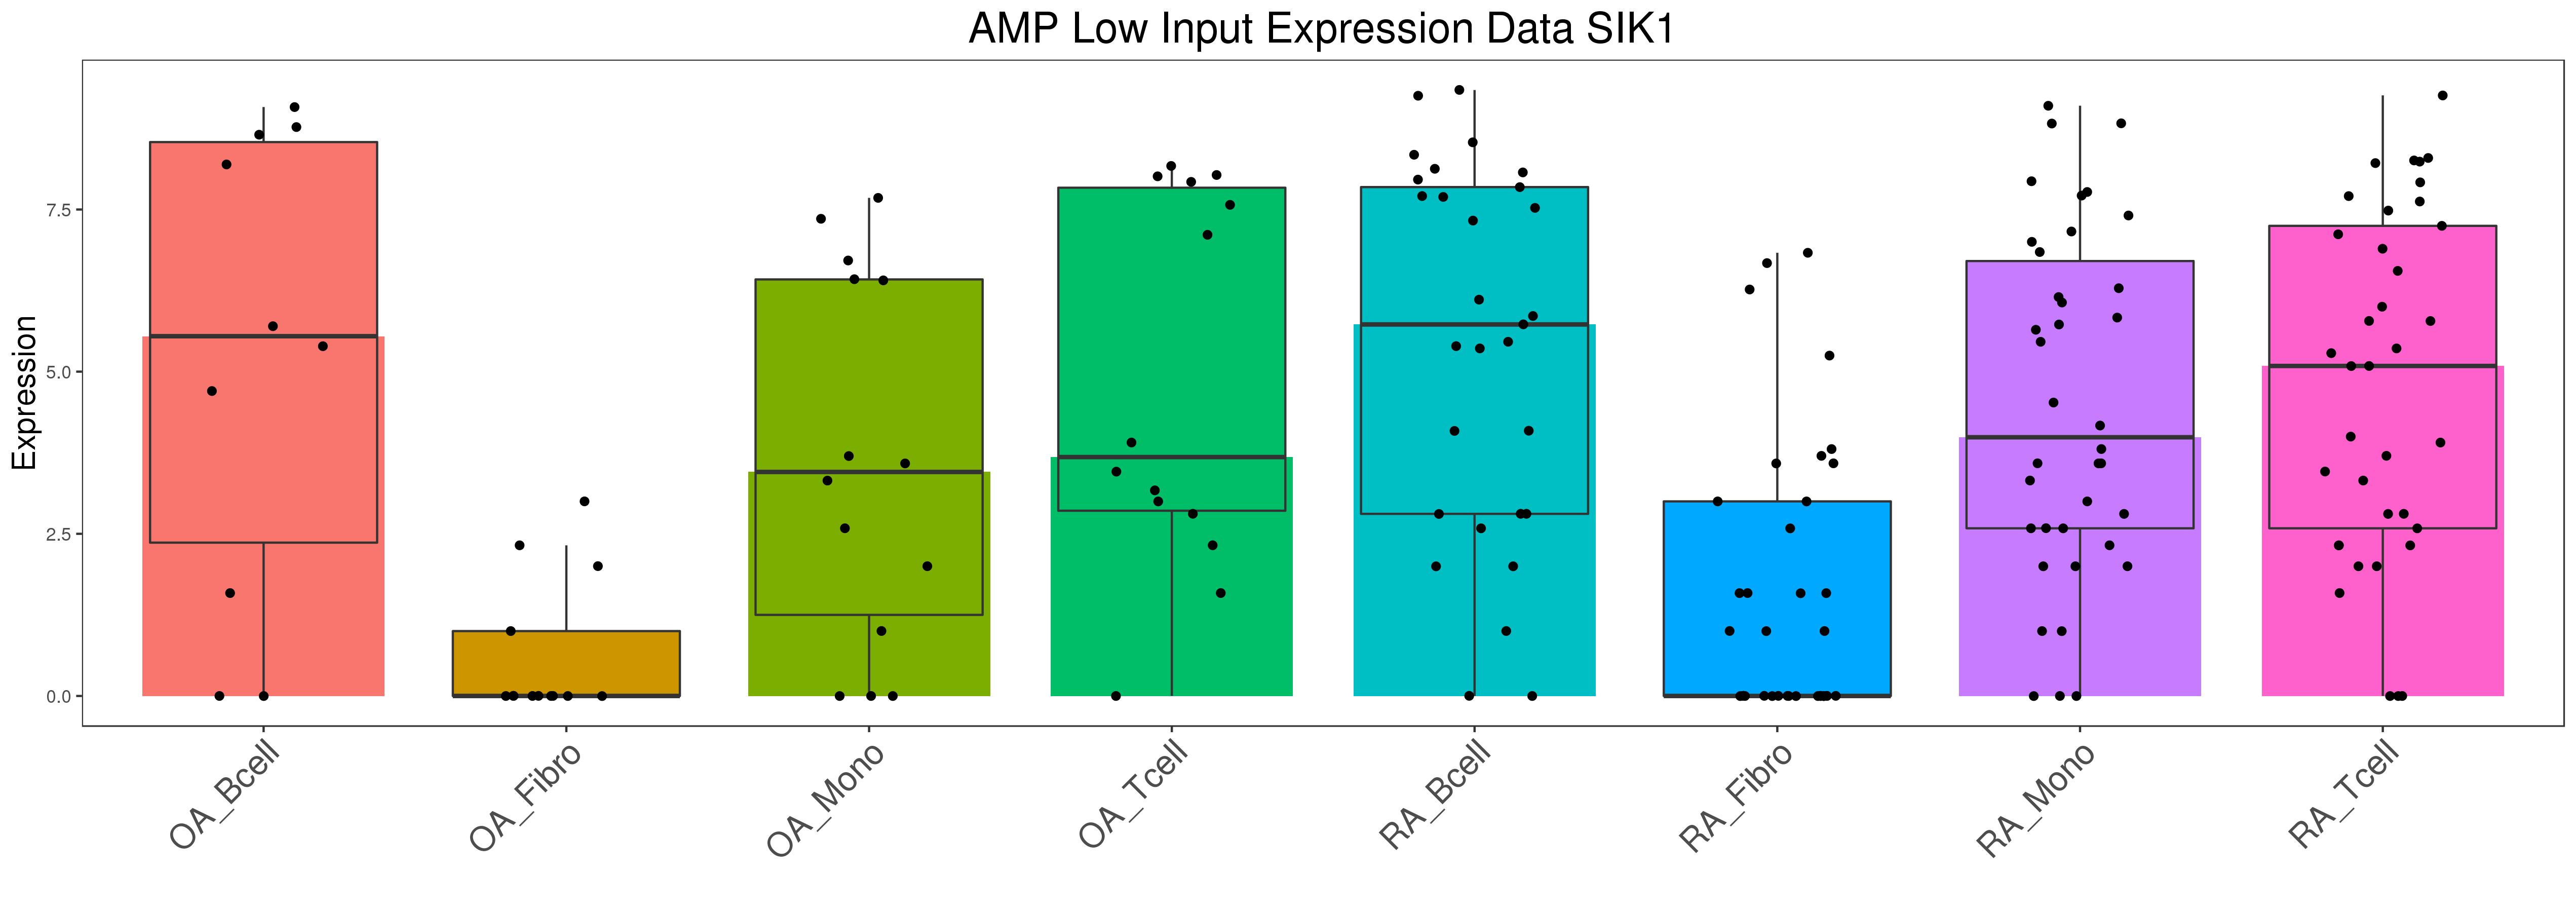 AMP Low Input Expression Data SIK1
Expression
7.5
5.0
2.5
0.0
OA_Bcell
OA_Fibro
OA_Mono
OA_Tcell
RA_Bcell
RA_Fibro
RA_Mono
RA_Tcell